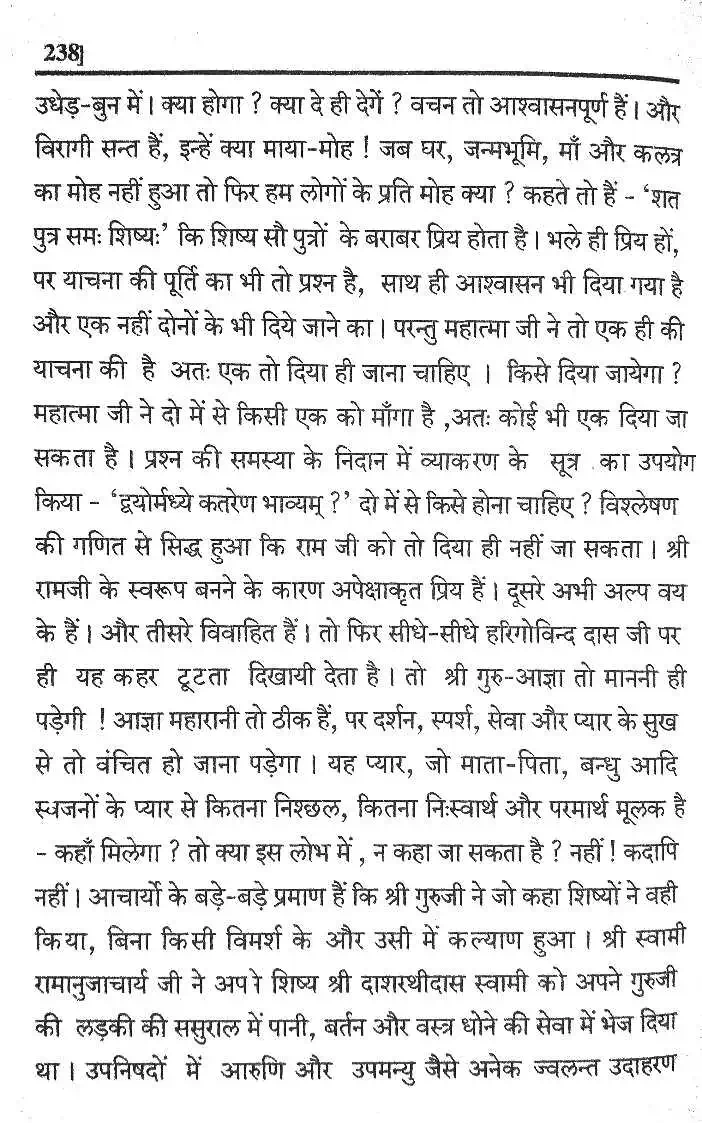 238]
उधेड़-बुन में। क्या होगा ? क्या दे ही देगें ? वचन तो आश्वासनपूर्ण हैं। और
विरागी सन्त हैं, इन्हें क्या माया-मोह ! जब घर, जन्मभूमि, माँ और कलत्र
का मोह नहीं हुआ तो फिर हम लोगों के प्रति मोह क्या ? कहते तो हैं - ‘शत
पुत्र समः शिष्यः’ कि शिष्य सौ पुत्रों के बराबर प्रिय होता है। भले ही प्रिय हों,
पर याचना की पूर्ति का भी तो प्रश्न है, साथ ही आश्वासन भी दिया गया है
और एक नहीं दोनों के भी दिये जाने का। परन्तु महात्मा जी ने तो एक ही की
याचना की है अतः एक तो दिया ही जाना चाहिए । किसे दिया जायेगा ?
महात्मा जी ने दो में से किसी एक को माँगा है ,अतः कोई भी एक दिया जा
सकता है। प्रश्न की समस्या के निदान में व्याकरण के सूत्र का उपयोग
किया - ‘द्वयोर्मध्ये कतरेण भाव्यम् ?’ दो में से किसे होना चाहिए ? विश्लेषण
की गणित से सिद्ध हुआ कि राम जी को तो दिया ही नहीं जा सकता । श्री
रामजी के स्वरूप बनने के कारण अपेक्षाकृत प्रिय हैं। दूसरे अभी अल्प वय
के हैं। और तीसरे विवाहित हैं। तो फिर सीधे-सीधे हरिगोविन्द दास जी पर
ही यह कहर टूटता दिखायी देता है। तो श्री गुरु-आज्ञा तो माननी ही
पड़ेगी ! आज्ञा महारानी तो ठीक हैं, पर दर्शन, स्पर्श, सेवा और प्यार के सुख
से तो वंचित हो जाना पड़ेगा । यह प्यार, जो माता-पिता, बन्धु आदि
स्वजनों के प्यार से कितना निश्छल, कितना निःस्वार्थ और परमार्थ मूलक है
- कहाँ मिलेगा ? तो क्या इस लोभ में , न कहा जा सकता है ? नहीं ! कदापि
नहीं। आचार्यो के बड़े-बड़े प्रमाण हैं कि श्री गुरुजी ने जो कहा शिष्यों ने वही
किया, बिना किसी विमर्श के और उसी में कल्याण हुआ । श्री स्वामी
रामानुजाचार्य जी ने अपने शिष्य श्री दाशरथीदास स्वामी को अपने गुरुजी
की लड़की की ससुराल में पानी, बर्तन और वस्त्र धोने की सेवा में भेज दिया
था। उपनिषदों में आरुणि और उपमन्यु जैसे अनेक ज्वलन्त उदाहरण